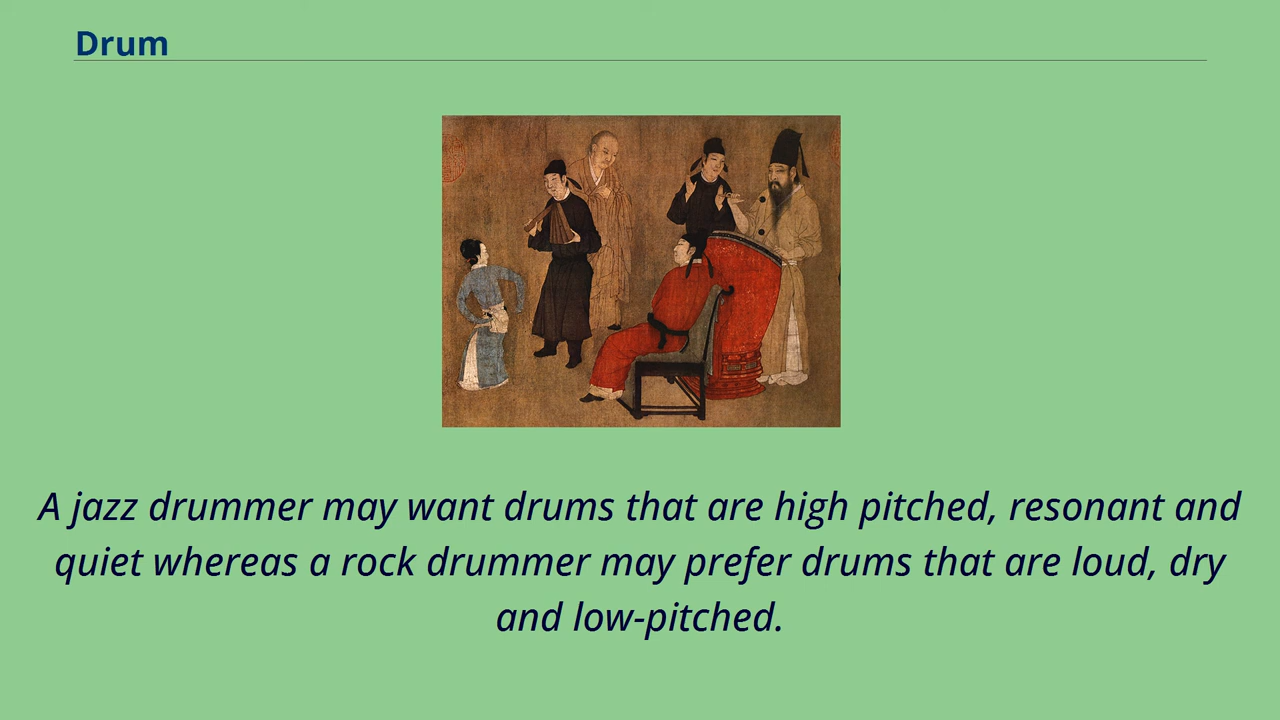 Drum
A jazz drummer may want drums that are high pitched, resonant and
quiet whereas a rock drummer may prefer drums that are loud, dry
and low-pitched.